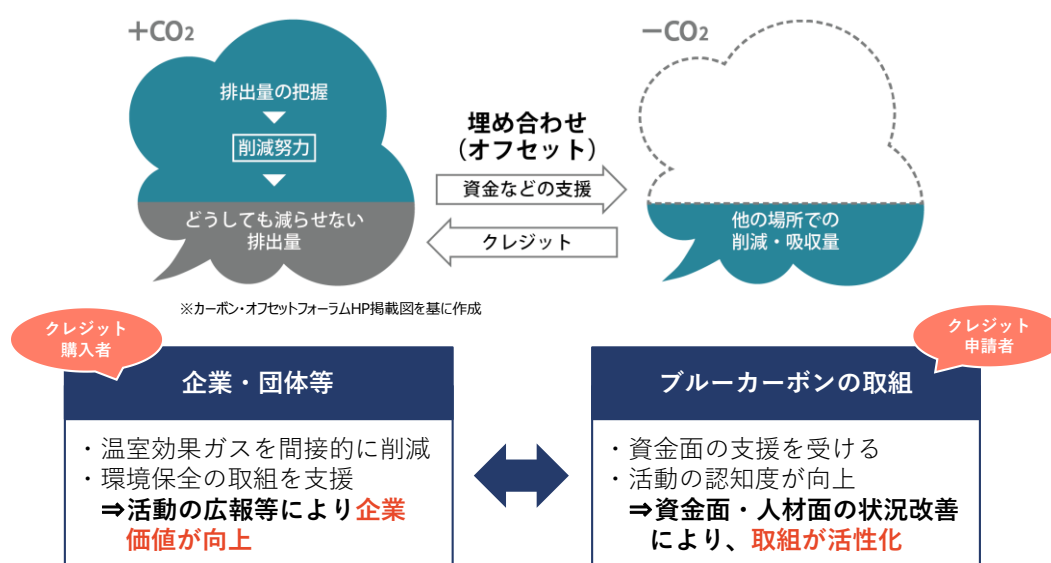 +CO2
排出量の把握
削減努力
どうしても減らせない
排出量
埋め合わせ
(オフセット)
資金などの支援
クレジット
−CO2
他の場所での
削減・吸収量
※カーボン・オフセットフォーラムHP掲載図を基に作成
クレジット
購入者
企業・団体等
・温室効果ガスを間接的に削減
・環境保全の取組を支援
⇒活動の広報等により企業
価値が向上
クレジット
申請者
ブルーカーボンの取組
・資金面の支援を受ける
・活動の認知度が向上
⇒資金面・人材面の状況改善
により、取組が活性化